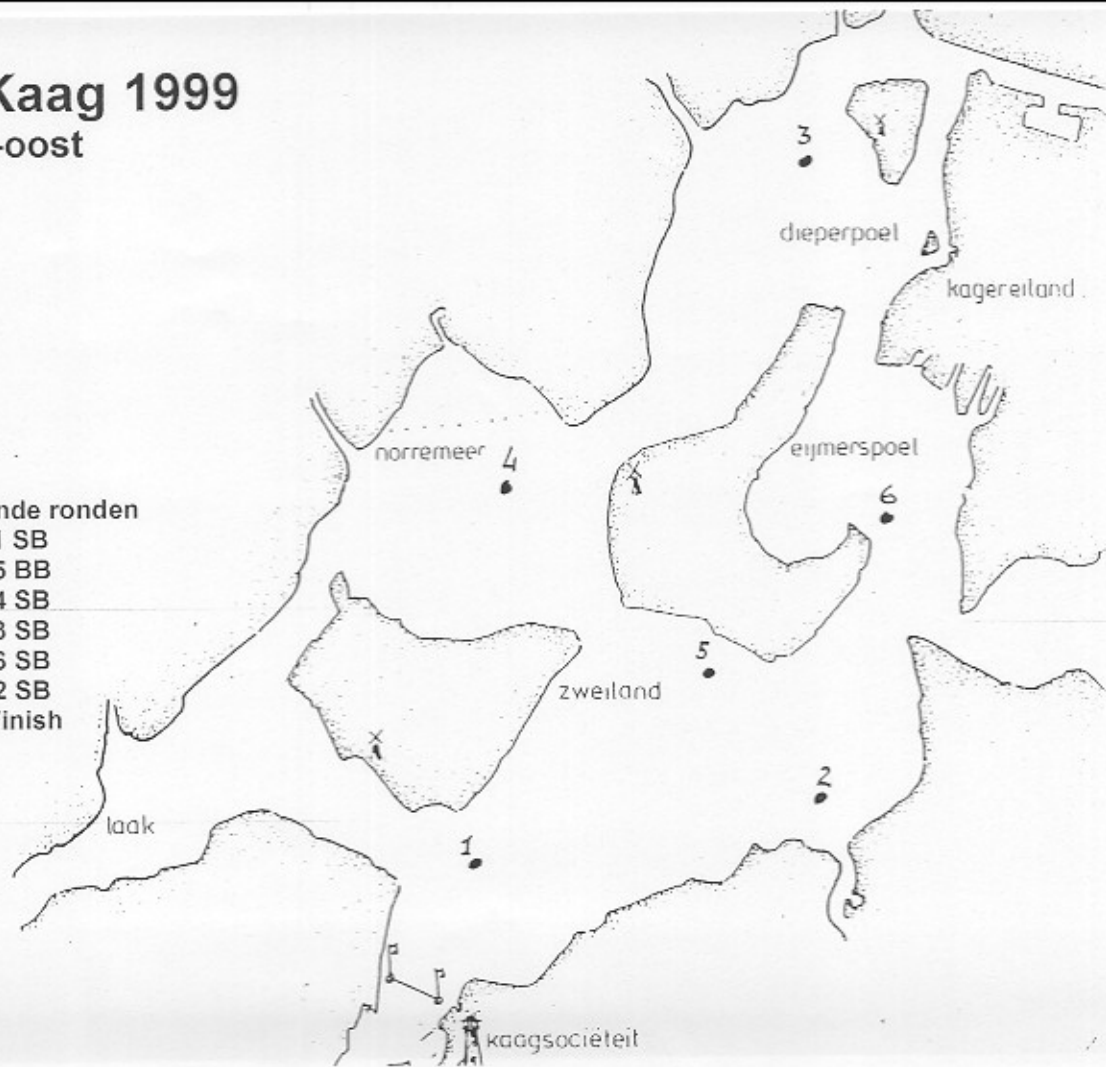 Kaag 1999
-oost
3
dieperpoel
kagereiland
norremeer
4
eijmerspoel
6
nde ronden
1 SB
5 BB
4 SB
3 SB
6 SB
2 SB
Finish
5
zweiland
2
laak
1
kaagsocieteit